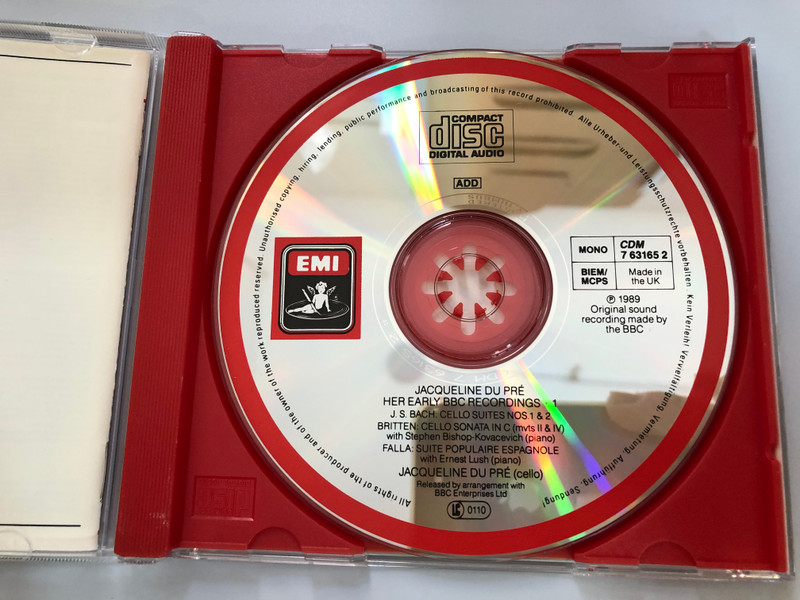 Unauthorised copying, hiring, lending, public performance and broadcasting of this record prohibited. Alle Urheber-und Leistungsschutzrechte vorbehalten. Kein Verleih! Vervielfältigung, Vermietung, Aufführung, Sendung!
All rights of the producer and of the owner of the work reproduced reserved.
COMPACT
disc
DIGITAL AUDIO
ADD
EMI
MONO
CDM
7 63165 2
BIEM/
MCPS
Made in
the UK
℗ 1989
Original sound
recording made by
the BBC
JACQUELINE DU PRÉ
HER EARLY BBC RECORDINGS - 1
J. S. BACH: CELLO SUITES NOS 1 & 2
BRITTEN: CELLO SONATA IN C (mvts II & IV)
with Stephen Bishop-Kovacevich (piano)
FALLA: SUITE POPULAIRE ESPAGNOLE
with Ernest Lush (piano)
JACQUELINE DU PRÉ (cello)
Released by arrangement with
BBC Enterprises Ltd
LC 0110